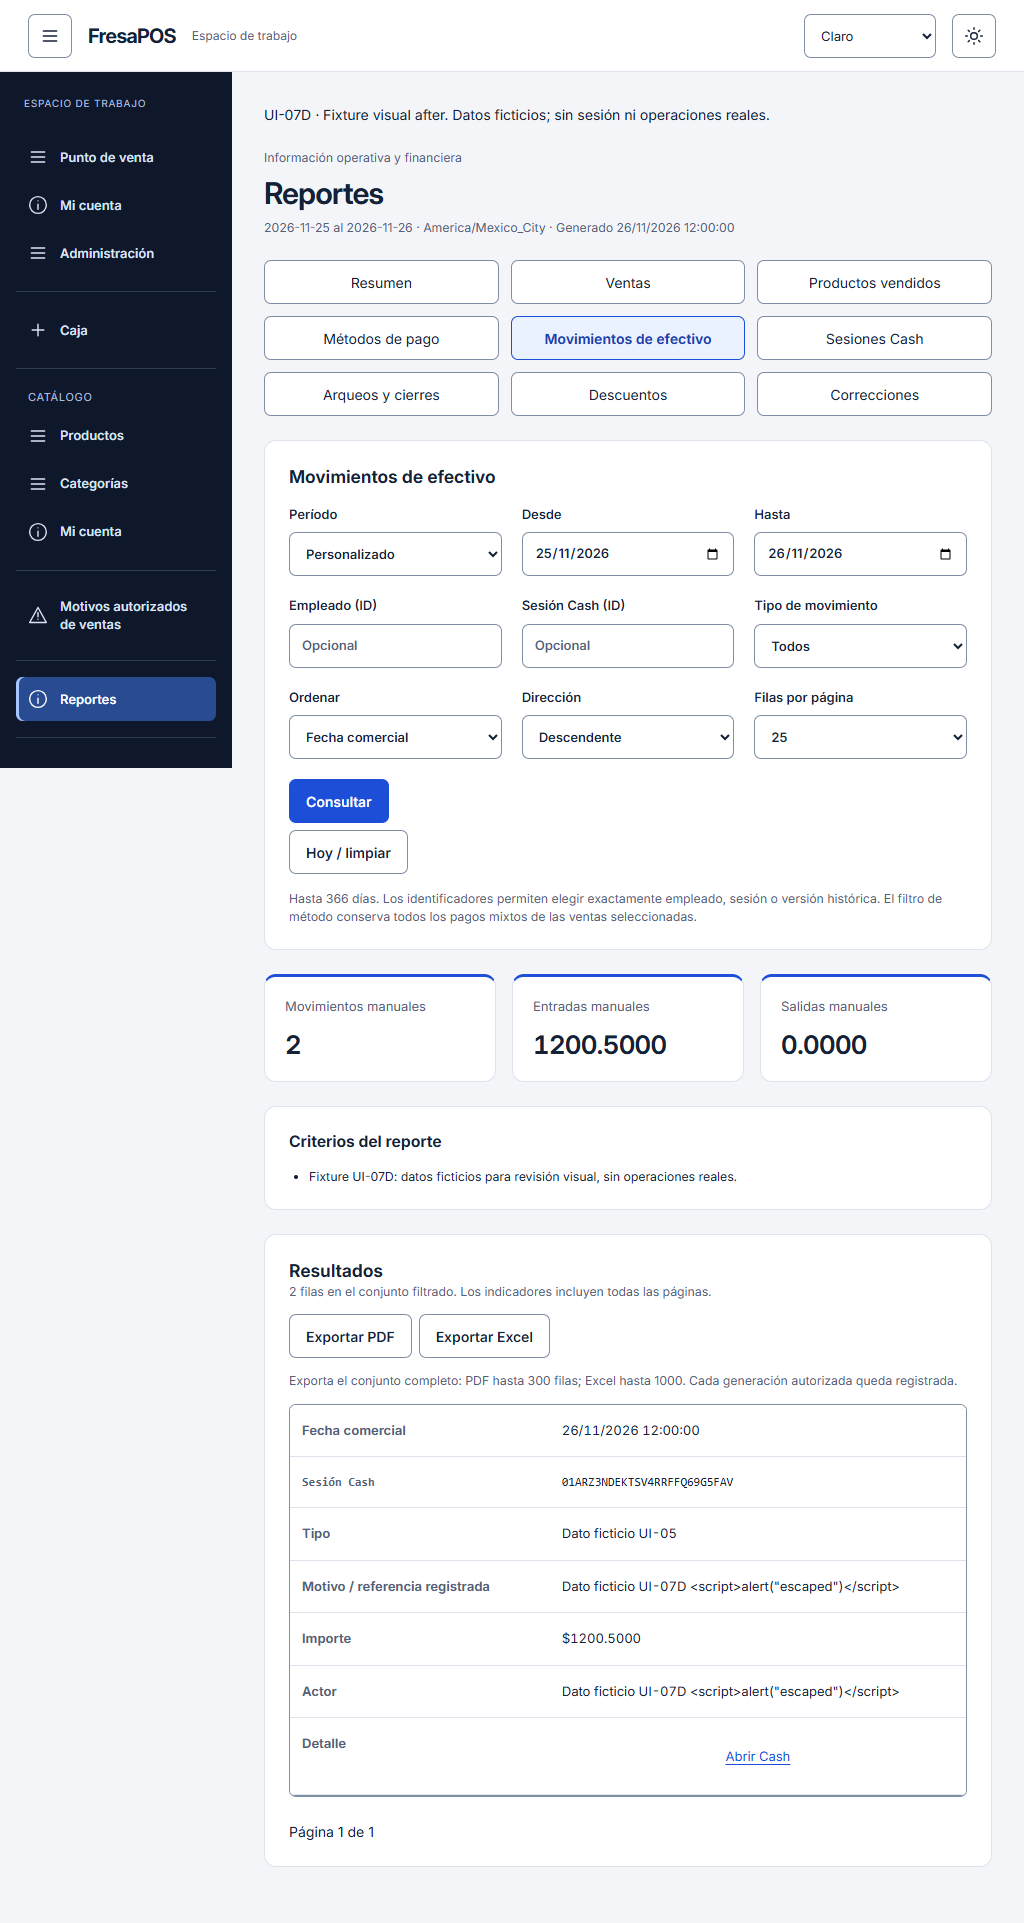 FresaPOS
Espacio de trabajo
Claro
ESPACIO DE TRABAJO
Punto de venta
Mi cuenta
Administración
Caja
CATÁLOGO
Productos
Categorías
Mi cuenta
Motivos autorizados
de ventas
Reportes
UI-07D · Fixture visual after. Datos ficticios; sin sesión ni operaciones reales.
Información operativa y financiera
Reportes
2026-11-25 al 2026-11-26 · America/Mexico_City · Generado 26/11/2026 12:00:00
Resumen
Ventas
Productos vendidos
Métodos de pago
Movimientos de efectivo
Sesiones Cash
Arqueos y cierres
Descuentos
Correcciones
Movimientos de efectivo
Período
Desde
Hasta
Personalizado
25/11/2026
26/11/2026
Empleado (ID)
Sesión Cash (ID)
Tipo de movimiento
Opcional
Opcional
Todos
Ordenar
Dirección
Filas por página
Fecha comercial
Descendente
25
Consultar
Hoy / limpiar
Hasta 366 días. Los identificadores permiten elegir exactamente empleado, sesión o versión histórica. El filtro de
método conserva todos los pagos mixtos de las ventas seleccionadas.
Movimientos manuales
2
Entradas manuales
1200.5000
Salidas manuales
0.0000
Criterios del reporte
• Fixture UI-07D: datos ficticios para revisión visual, sin operaciones reales.
Resultados
2 filas en el conjunto filtrado. Los indicadores incluyen todas las páginas.
Exportar PDF
Exportar Excel
Exporta el conjunto completo: PDF hasta 300 filas; Excel hasta 1000. Cada generación autorizada queda registrada.
Fecha comercial 26/11/2026 12:00:00
Sesión Cash 01ARZ3NDEKTSV4RRFFQ69G5FAV
Tipo Dato ficticio UI-05
Motivo / referencia registrada Dato ficticio UI-07D <script>alert("escaped")</script>
Importe $1200.5000
Actor Dato ficticio UI-07D <script>alert("escaped")</script>
Detalle Abrir Cash
Página 1 de 1